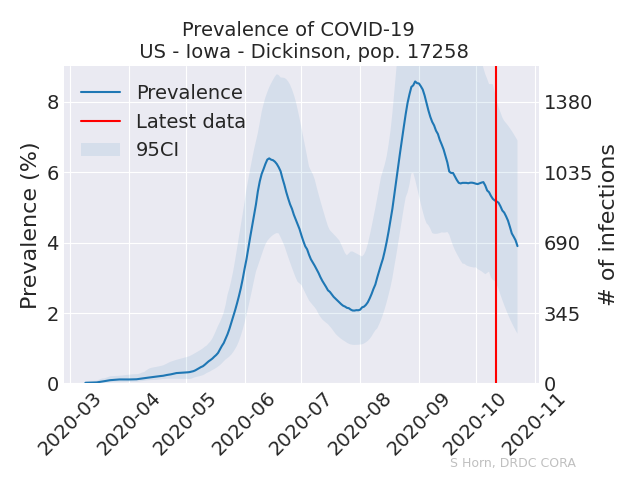 Prevalence of COVID-19
US - Iowa - Dickinson, pop. 17258
Prevalence
Latest data
95CI
Prevalence (%)
8
6
4
2
0
1380
1035
690
345
0
# of infections
2020-03
2020-04
2020-05
2020-06
2020-07
2020-08
2020-09
2020-10
2020-11
S Horn, DRDC CORA